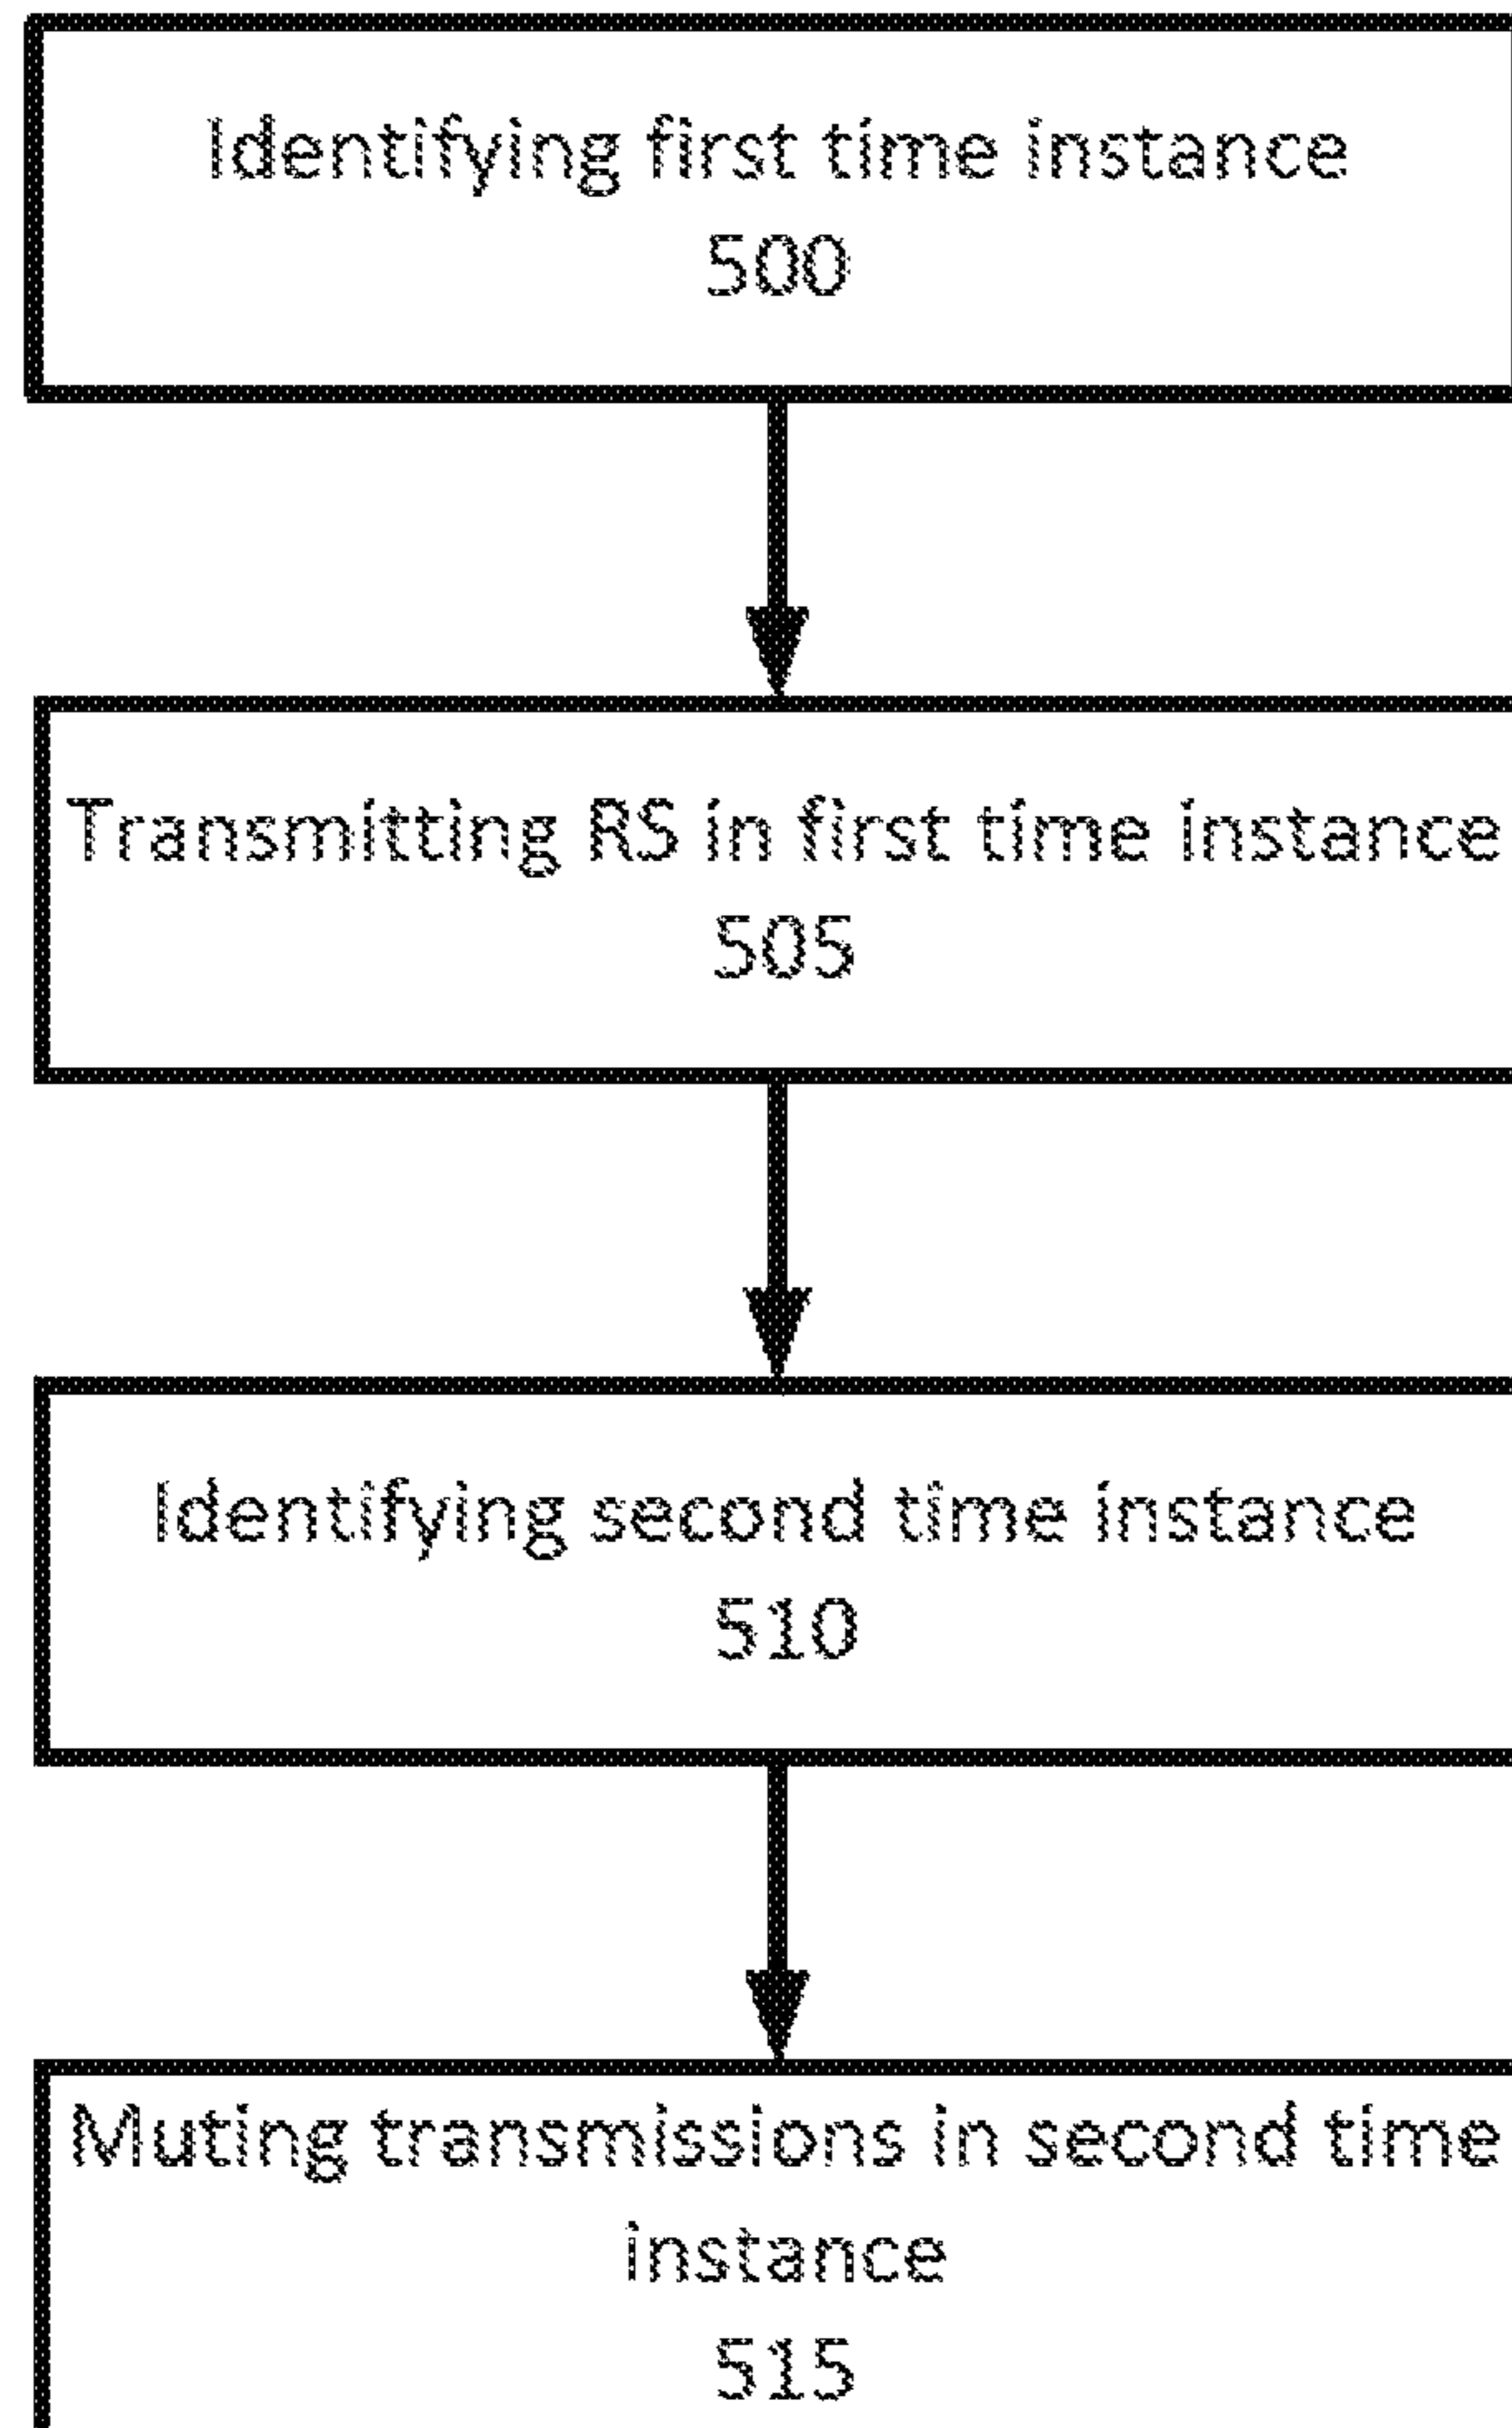 Identifying first time instance
500
Transmitting RS in first time instance
505
Identifying second time instance
510
Muting transmissions in second time
instance
515